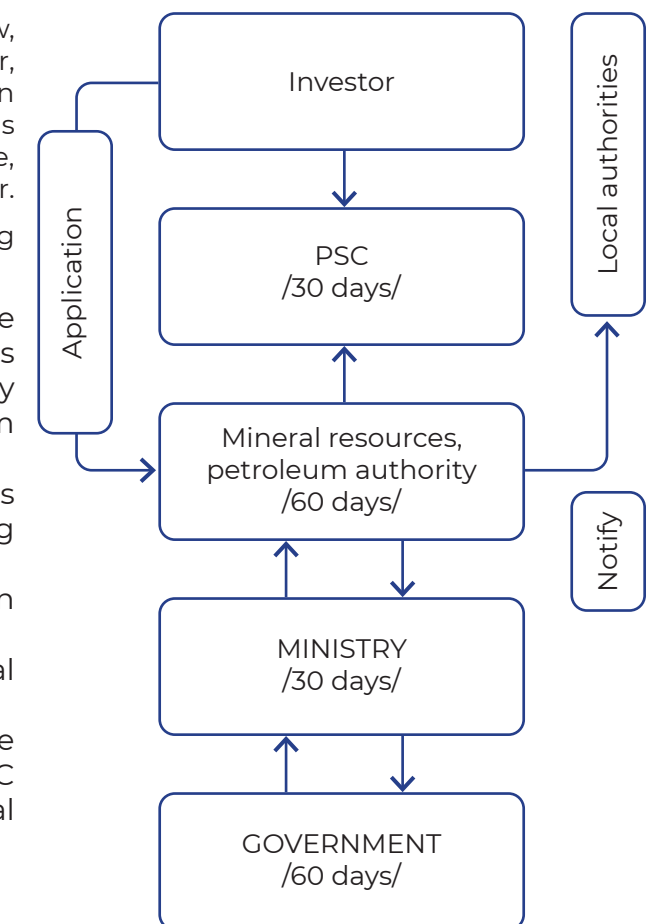 Investor
Application
PSC
/30 days/
Local authorities
Mineral resources,
petroleum authority
/60 days/
Notify
MINISTRY
/30 days/
GOVERNMENT
/60 days/